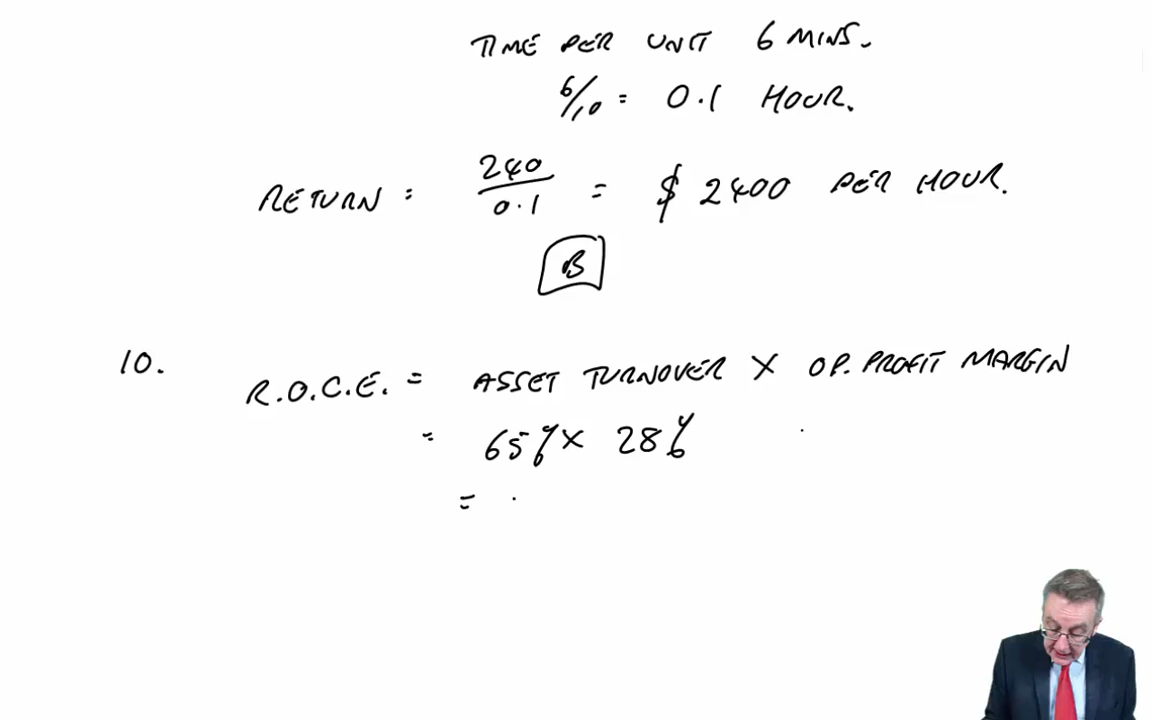 TIME PER UNIT 6 MINS.
6/10 = 0.1 HOUR.
RETURN : 240/0.1 = $ 2400 PER HOUR.
B
10.
R.O.C.E. = ASSET TURNOVER X OP. PROFIT MARGIN
= 65% X 28%
=